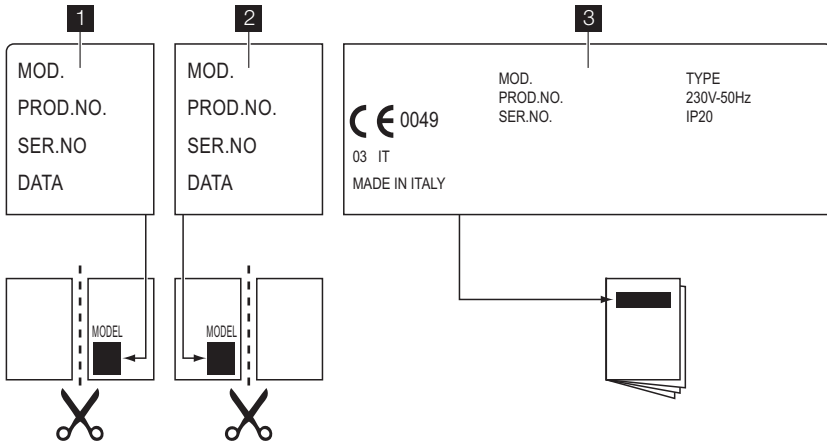 1
MOD.
PROD.NO.
SER.NO
DATA
2
MOD.
PROD.NO.
SER.NO
DATA
3
MOD. TYPE
PROD.NO. 230V-50Hz
SER.NO. IP20
CE 0049
03 IT
MADE IN ITALY
MODEL
MODEL